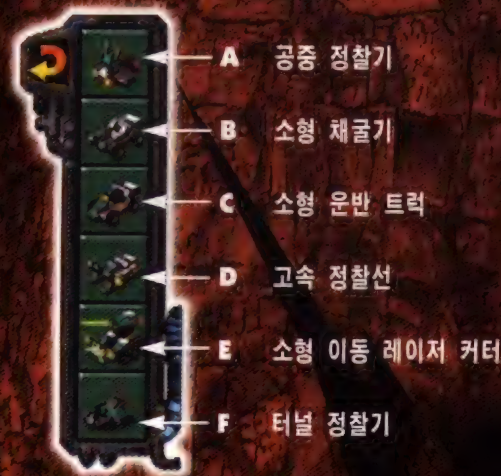 A 공중 정찰기
B 소형 채굴기
C 소형 운반 트럭
D 고속 정찰선
E 소형 이동 레이저 커터
F 터널 정찰기